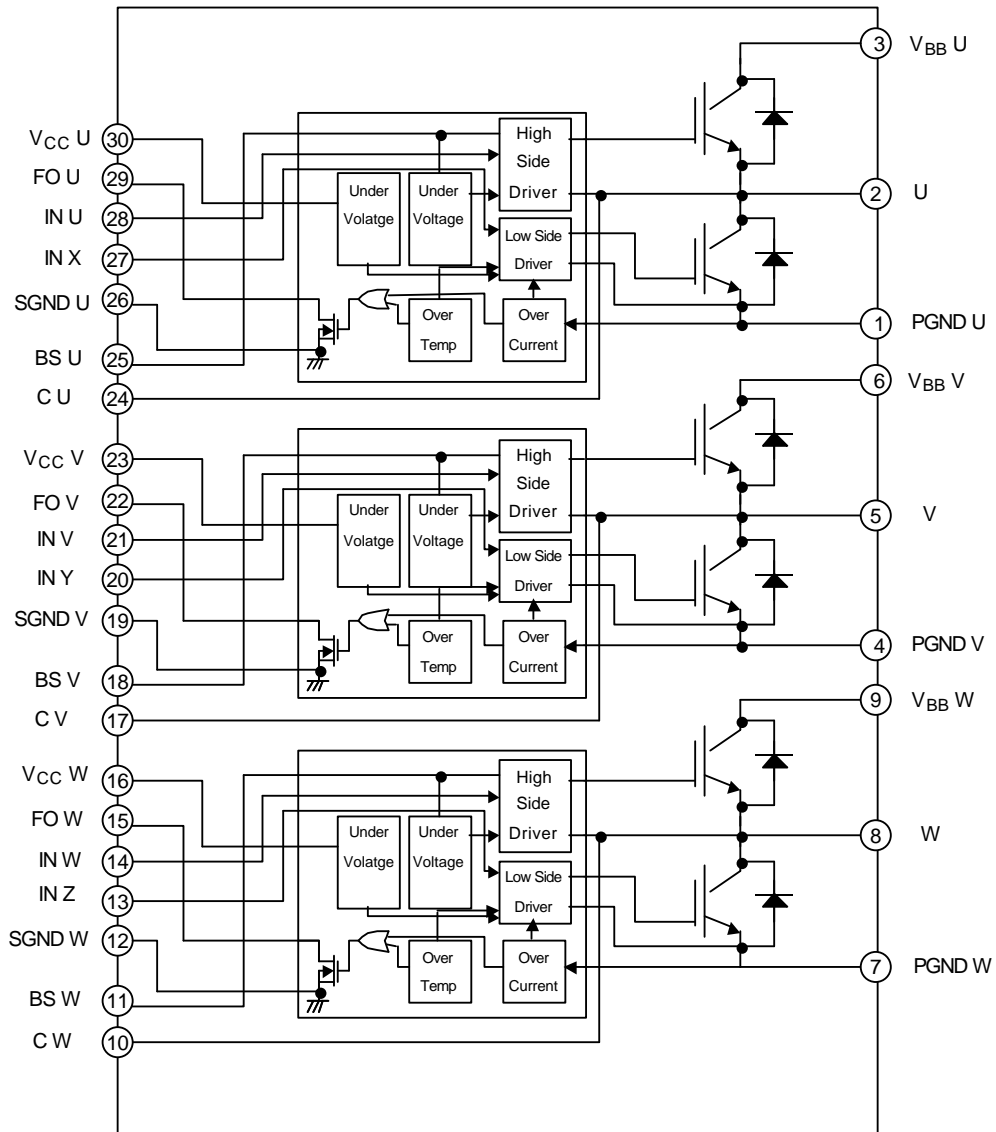 3 VBB U
VCC U 30
FO U 29
IN U 28
IN X 27
SGND U 26
BS U 25
C U 24
High
Side
Driver
Under
Volatge
Under
Voltage
Low Side
Driver
Over
Temp
Over
Current
2 U
1 PGND U
6 VBB V
VCC V 23
FO V 22
IN V 21
IN Y 20
SGND V 19
BS V 18
C V 17
High
Side
Driver
Under
Volatge
Under
Voltage
Low Side
Driver
Over
Temp
Over
Current
5 V
4 PGND V
9 VBB W
VCC W 16
FO W 15
IN W 14
IN Z 13
SGND W 12
BS W 11
C W 10
High
Side
Driver
Under
Volatge
Under
Voltage
Low Side
Driver
Over
Temp
Over
Current
8 W
7 PGND W